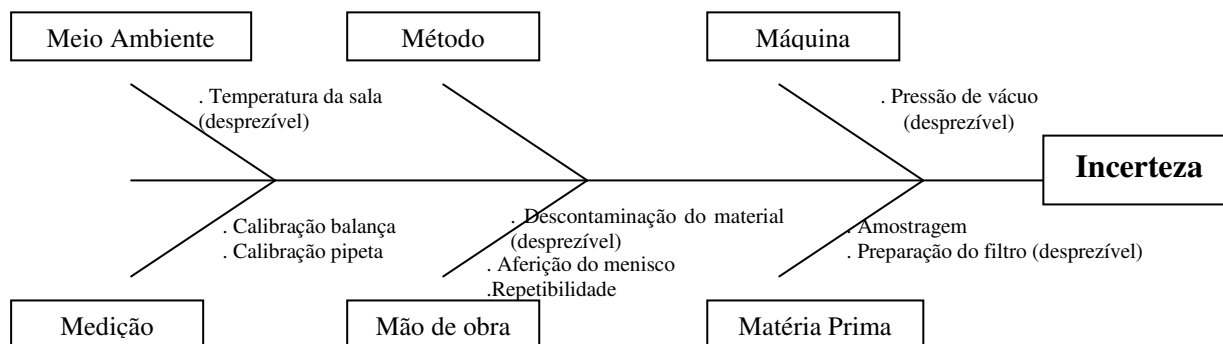 Meio Ambiente
Método
Máquina
. Temperatura da sala
(desprezível)
. Pressão de vácuo
(desprezível)
Incerteza
. Calibração balança
. Calibração pipeta
. Descontaminação do material
(desprezível)
. Aferição do menisco
.Repetibilidade
. Amostragem
. Preparação do filtro (desprezível)
Medição
Mão de obra
Matéria Prima